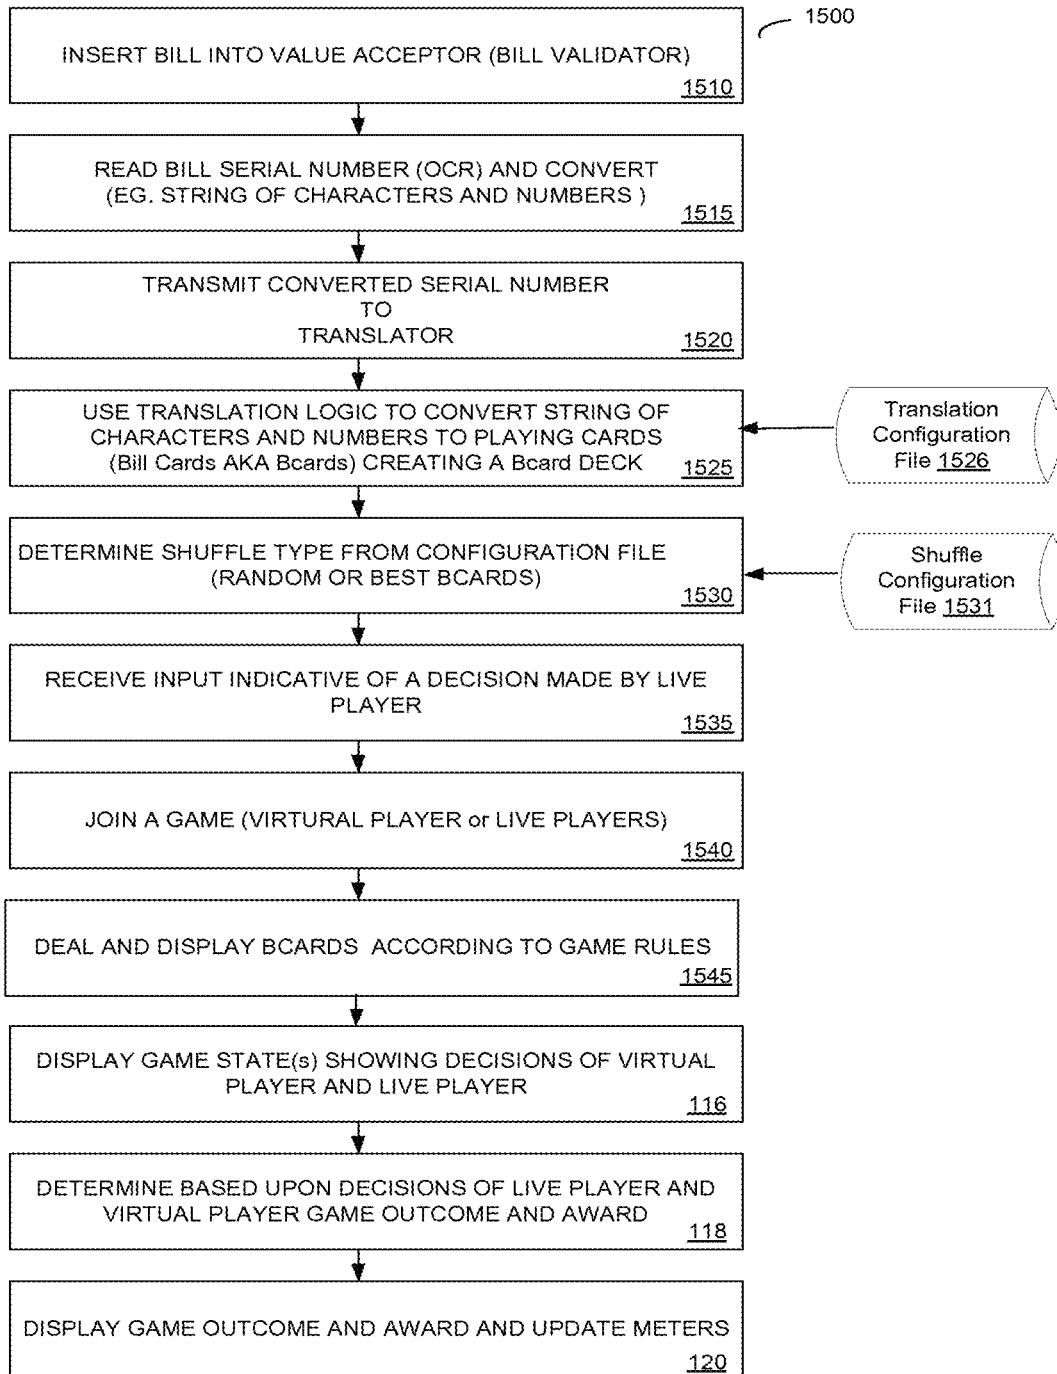 1500
INSERT BILL INTO VALUE ACCEPTOR (BILL VALIDATOR)
1510
READ BILL SERIAL NUMBER (OCR) AND CONVERT
(EG. STRING OF CHARACTERS AND NUMBERS )
1515
TRANSMIT CONVERTED SERIAL NUMBER
TO
TRANSLATOR
1520
USE TRANSLATION LOGIC TO CONVERT STRING OF
CHARACTERS AND NUMBERS TO PLAYING CARDS
(Bill Cards AKA Bcards) CREATING A Bcard DECK
1525
Translation
Configuration
File 1526
DETERMINE SHUFFLE TYPE FROM CONFIGURATION FILE
(RANDOM OR BEST BCARDS)
1530
Shuffle
Configuration
File 1531
RECEIVE INPUT INDICATIVE OF A DECISION MADE BY LIVE
PLAYER
1535
JOIN A GAME (VIRTURAL PLAYER or LIVE PLAYERS)
1540
DEAL AND DISPLAY BCARDS ACCORDING TO GAME RULES
1545
DISPLAY GAME STATE(s) SHOWING DECISIONS OF VIRTUAL
PLAYER AND LIVE PLAYER
116
DETERMINE BASED UPON DECISIONS OF LIVE PLAYER AND
VIRTUAL PLAYER GAME OUTCOME AND AWARD
118
DISPLAY GAME OUTCOME AND AWARD AND UPDATE METERS
120